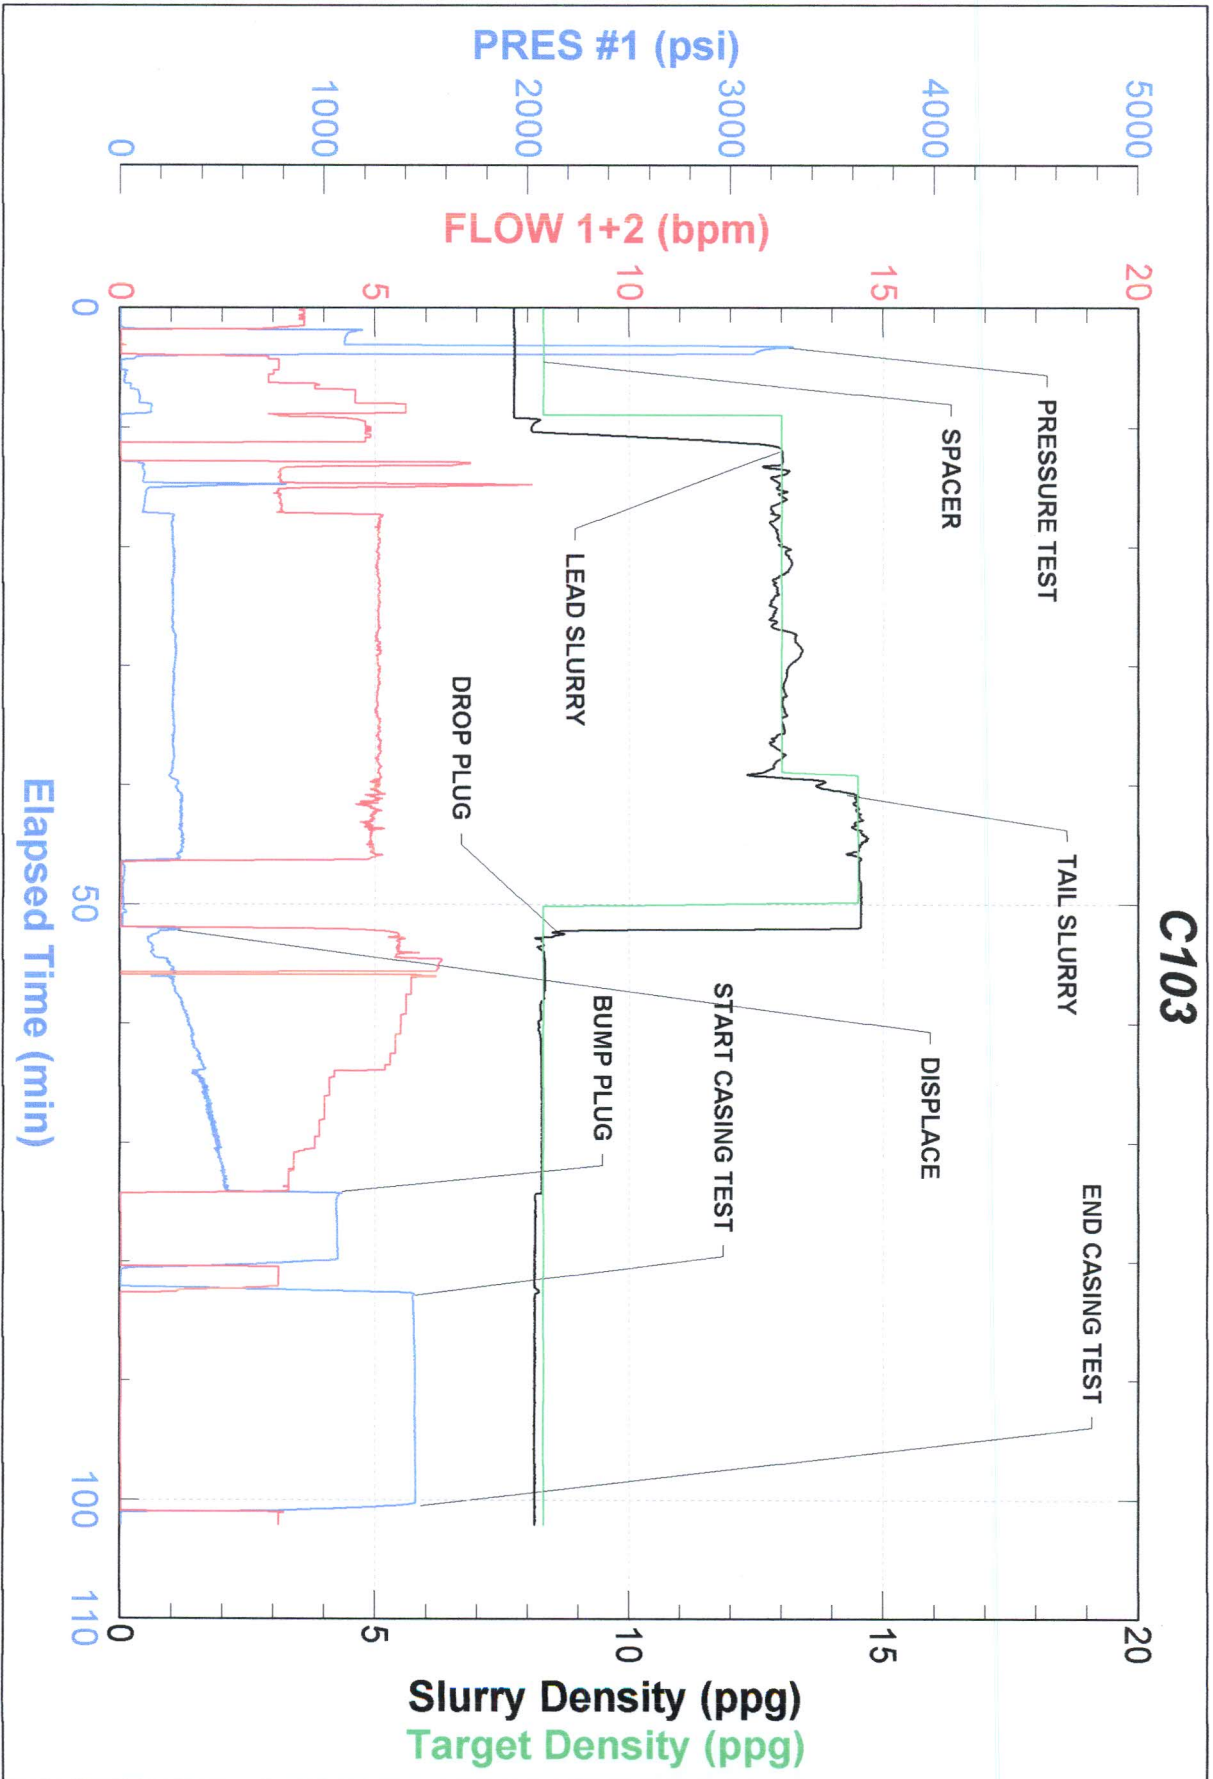 C103
PRES #1 (psi)
0
1000
2000
3000
4000
5000
FLOW 1+2 (bpm)
0
5
10
15
20
PRESSURE TEST
SPACER
LEAD SLURRY
DROP PLUG
TAIL SLURRY
DISPLACE
START CASING TEST
BUMP PLUG
END CASING TEST
0
50
100
110
Elapsed Time (min)
0
5
10
15
20
Slurry Density (ppg)
Target Density (ppg)